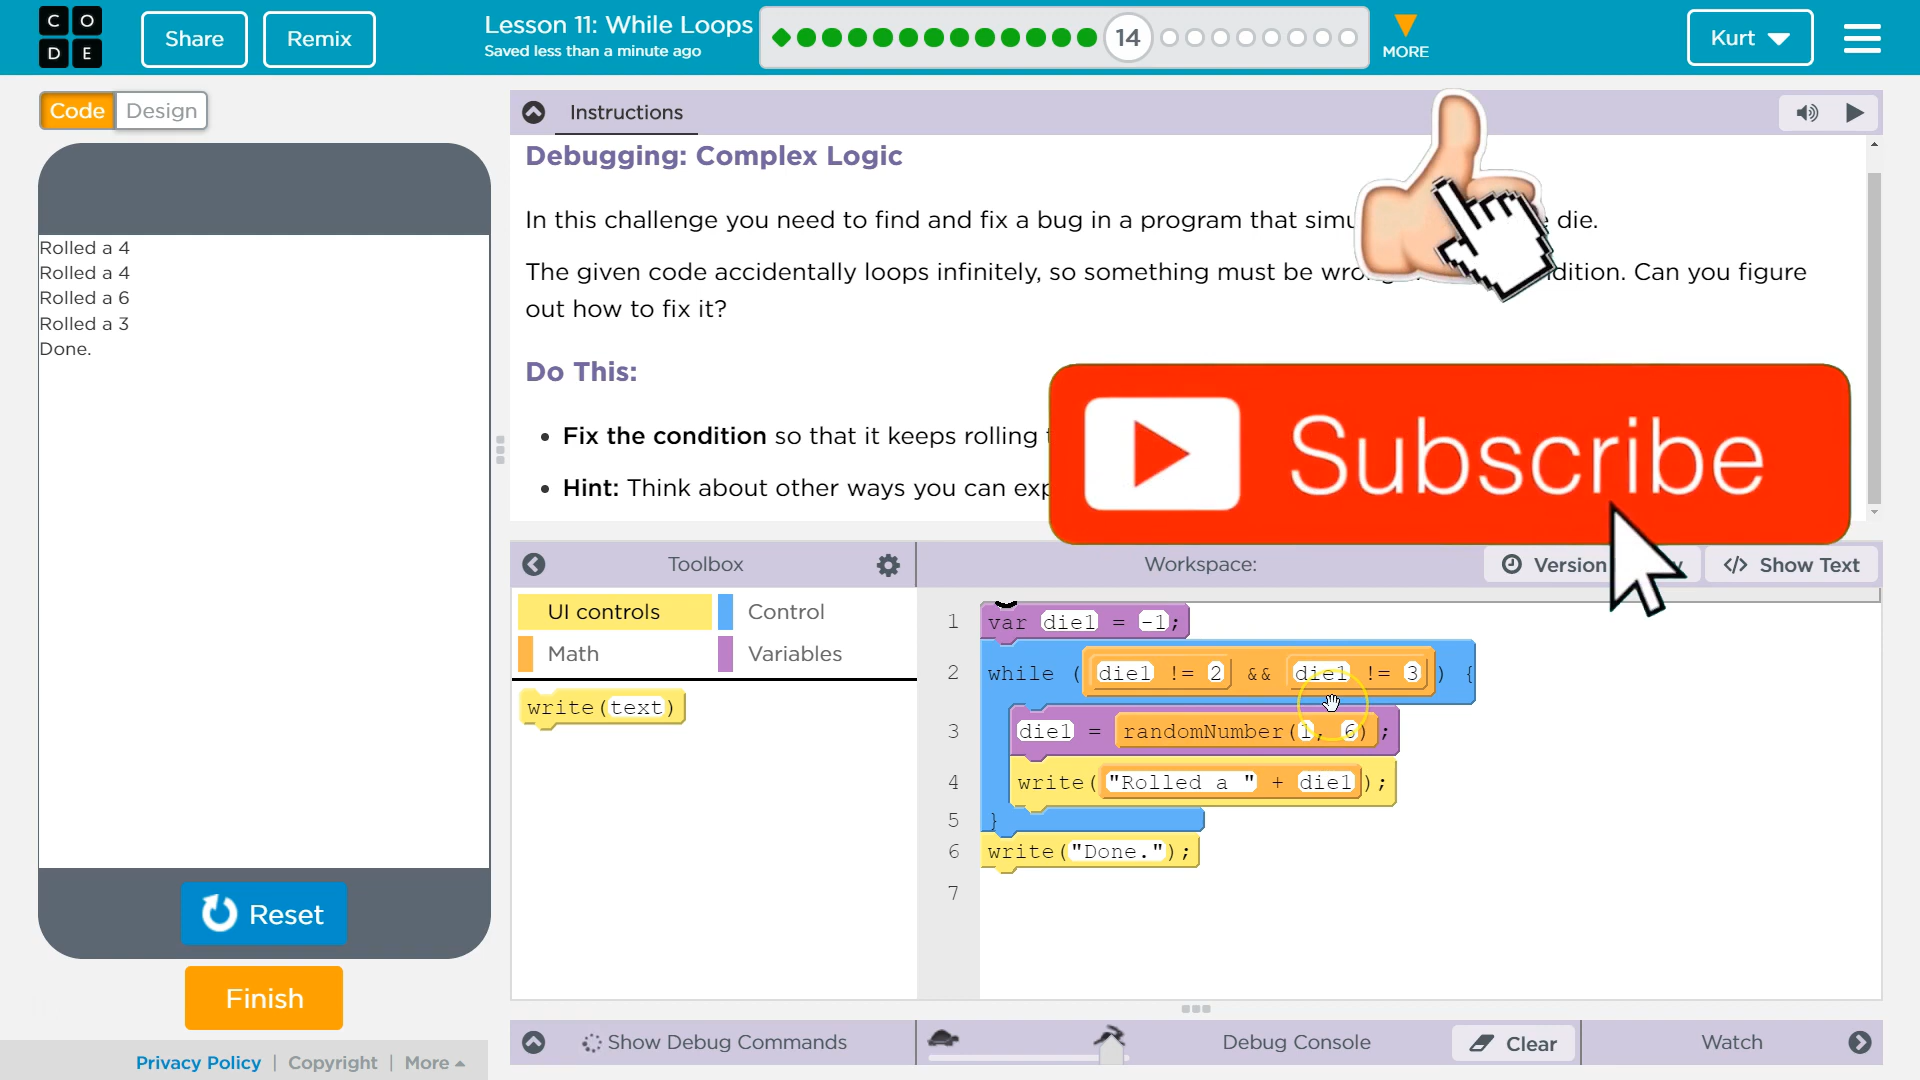 C O
D E
Share
Remix
Lesson 11: While Loops
Saved less than a minute ago
14
MORE
Kurt
Code
Design
Instructions
Debugging: Complex Logic
In this challenge you need to find and fix a bug in a program that die.
The given code accidentally loops infinitely, so something must be Can you figure
out how to fix it?
Do This:
Fix the condition so that it keeps rolling
Hint: Think about other ways you can
Subscribe
Rolled a 4
Rolled a 4
Rolled a 6
Rolled a 3
Done.
Reset
Finish
Privacy Policy | Copyright | More
Toolbox
Workspace:
Version
</> Show Text
UI controls
Control
Math
Variables
write(text)
1 var die1 = -1;
2 while ( die1 != 2 && die1 != 3 ) {
3 die1 = randomNumber(1, 6);
4 write("Rolled a " + die1);
5 }
6 write("Done.");
7
Show Debug Commands
Debug Console
Clear
Watch